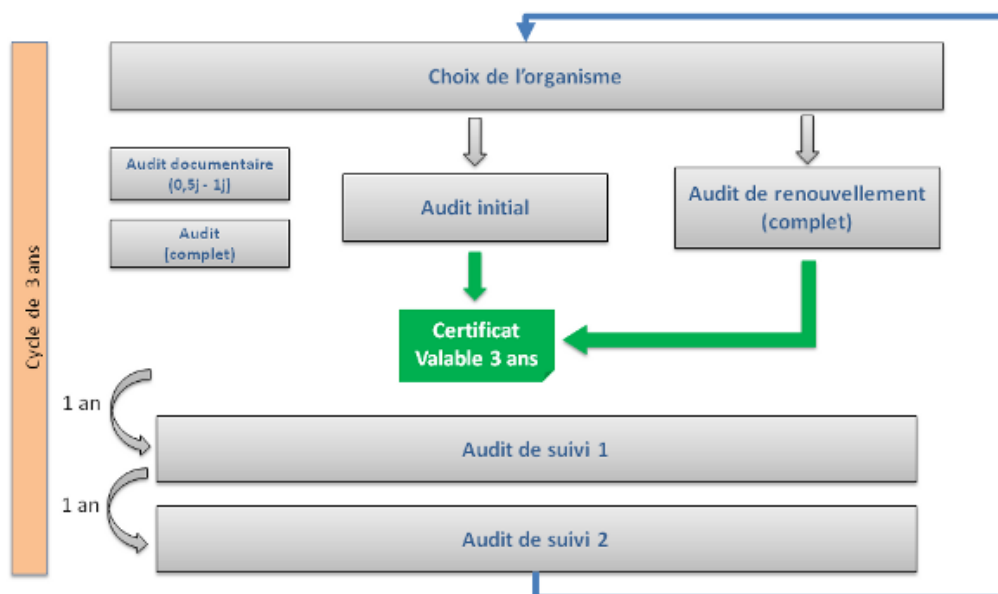 Choix de l'organisme
Audit documentaire
(0,5j - 1j)
Audit initial
Audit de renouvellement
(complet)
Audit
(complet)
Cycle de 3 ans
Certificat
Valable 3 ans
1 an
Audit de suivi 1
1 an
Audit de suivi 2